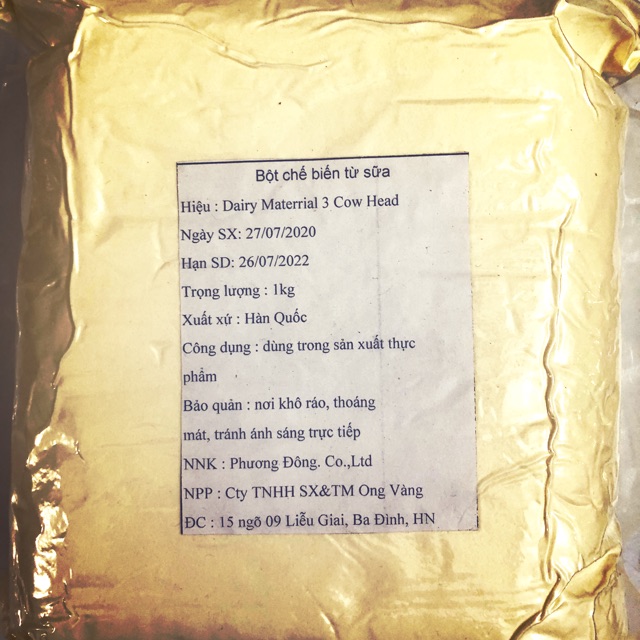 Bột chế biến từ sữa
Hiệu : Dairy Materrial 3 Cow Head
Ngày SX: 27/07/2020
Hạn SD: 26/07/2022
Trọng lượng : 1kg
Xuất xứ : Hàn Quốc
Công dụng : dùng trong sản xuất thực
phẩm
Bảo quản : nơi khô ráo, thoáng
mát, tránh ánh sáng trực tiếp
NNK : Phương Đông. Co.,Ltd
NPP : Cty TNHH SX&TM Ong Vàng
ĐC : 15 ngõ 09 Liễu Giai, Ba Đình, HN